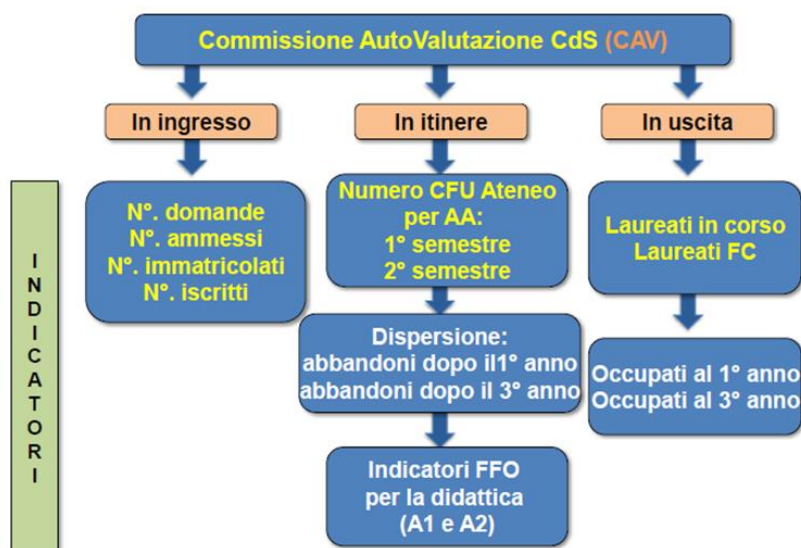 Commissione AutoValutazione CdS (CAV)
In ingresso
In itinere
In uscita
INDICATORI
N°. domande
N°. ammessi
N°. immatricolati
N°. iscritti
Numero CFU Ateneo
per AA:
1° semestre
2° semestre
Laureati in corso
Laureati FC
Dispersione:
abbandoni dopo il1° anno
abbandoni dopo il 3° anno
Occupati al 1° anno
Occupati al 3° anno
Indicatori FFO
per la didattica
(A1 e A2)